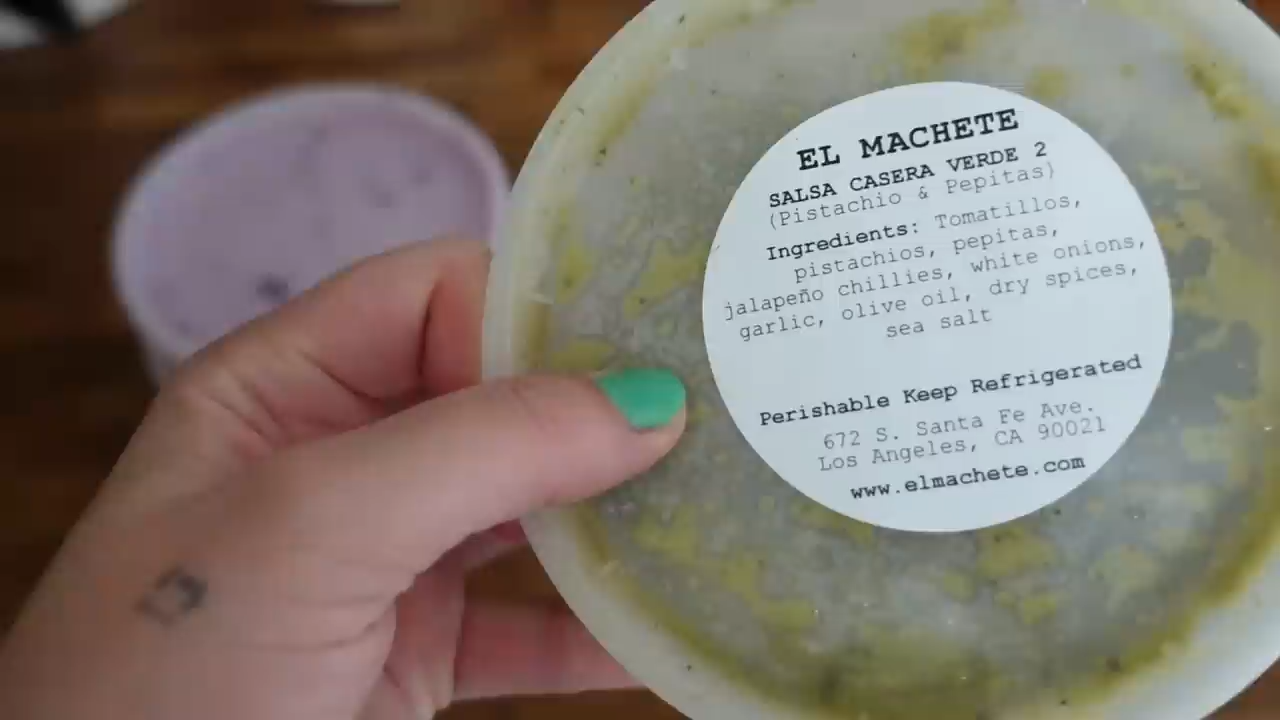 EL MACHETE
SALSA CASERA VERDE 2
(Pistachio & Pepitas)
Ingredients: Tomatillos,
pistachios, pepitas,
jalapeño chillies, white onions,
garlic, olive oil, dry spices,
sea salt
Perishable Keep Refrigerated
672 S. Santa Fe Ave.
Los Angeles, CA 90021
www.elmachete.com